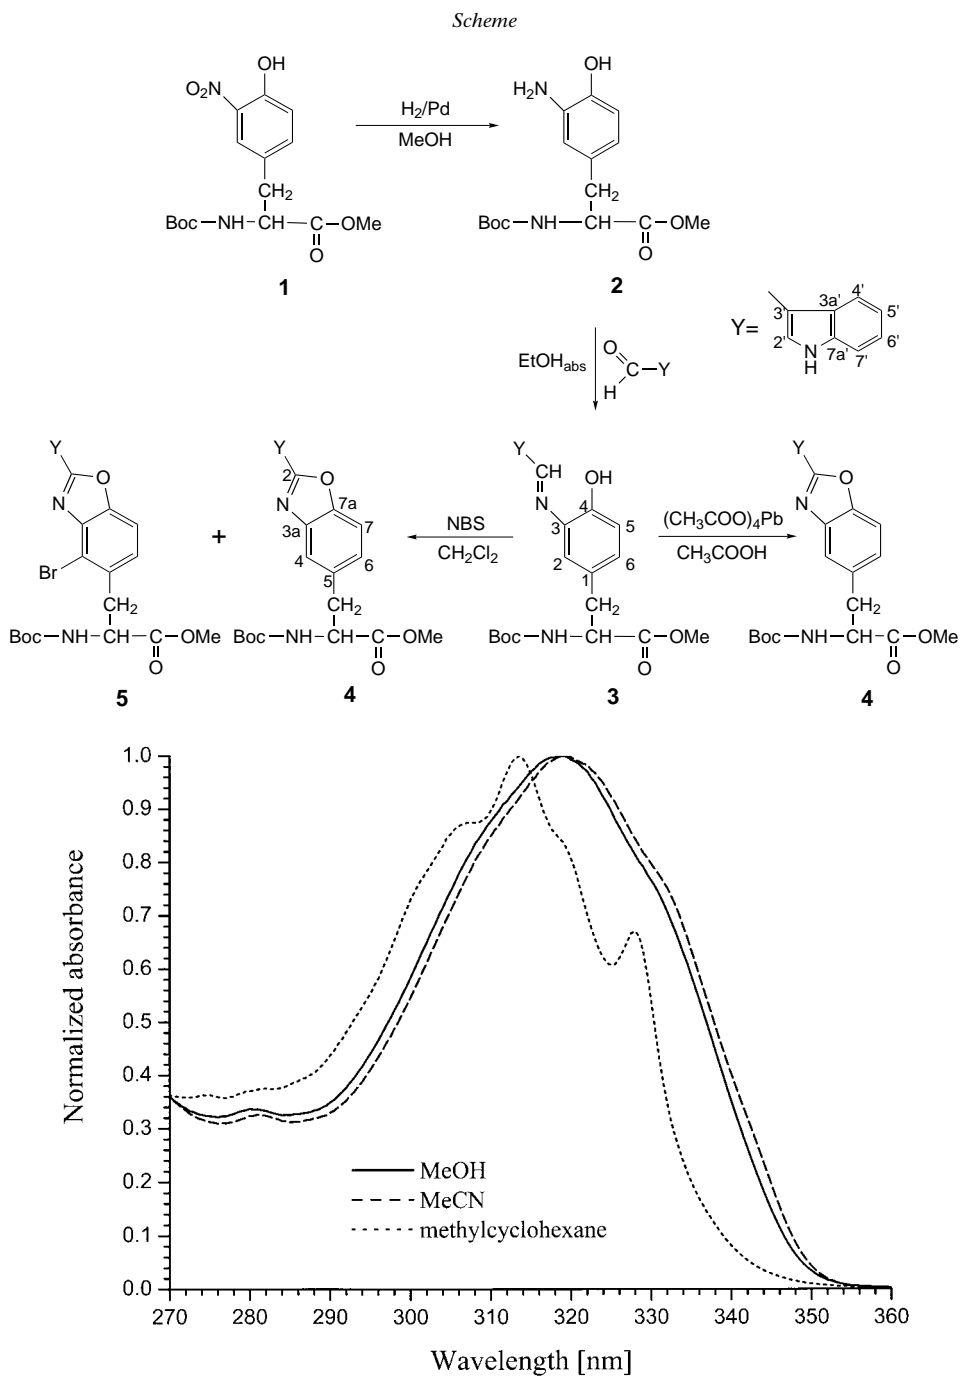 Scheme
OH
O2N
H2/Pd
MeOH
CH2
Boc—NH—CH—C—OMe
O
1
OH
H2N
CH2
Boc—NH—CH—C—OMe
O
2
Y=
3' 3a' 4' 5' 6' 7' 7a' 2'
N
H
EtOHabs
O
C—Y
H
Y
O
N
Br
CH2
Boc—NH—CH—C—OMe
O
5
+
Y
2 O
N 7a
3a 7
4 6
5
CH2
Boc—NH—CH—C—OMe
O
4
NBS
CH2Cl2
Y
CH OH
N 4
3 5
2 6
1
CH2
Boc—NH—CH—C—OMe
O
3
(CH3COO)4Pb
CH3COOH
Y
O
N
CH2
Boc—NH—CH—C—OMe
O
4
Normalized absorbance
1.0
0.9
0.8
0.7
0.6
0.5
0.4
0.3
0.2
0.1
0.0
MeOH
MeCN
methylcyclohexane
270 280 290 300 310 320 330 340 350 360
Wavelength [nm]